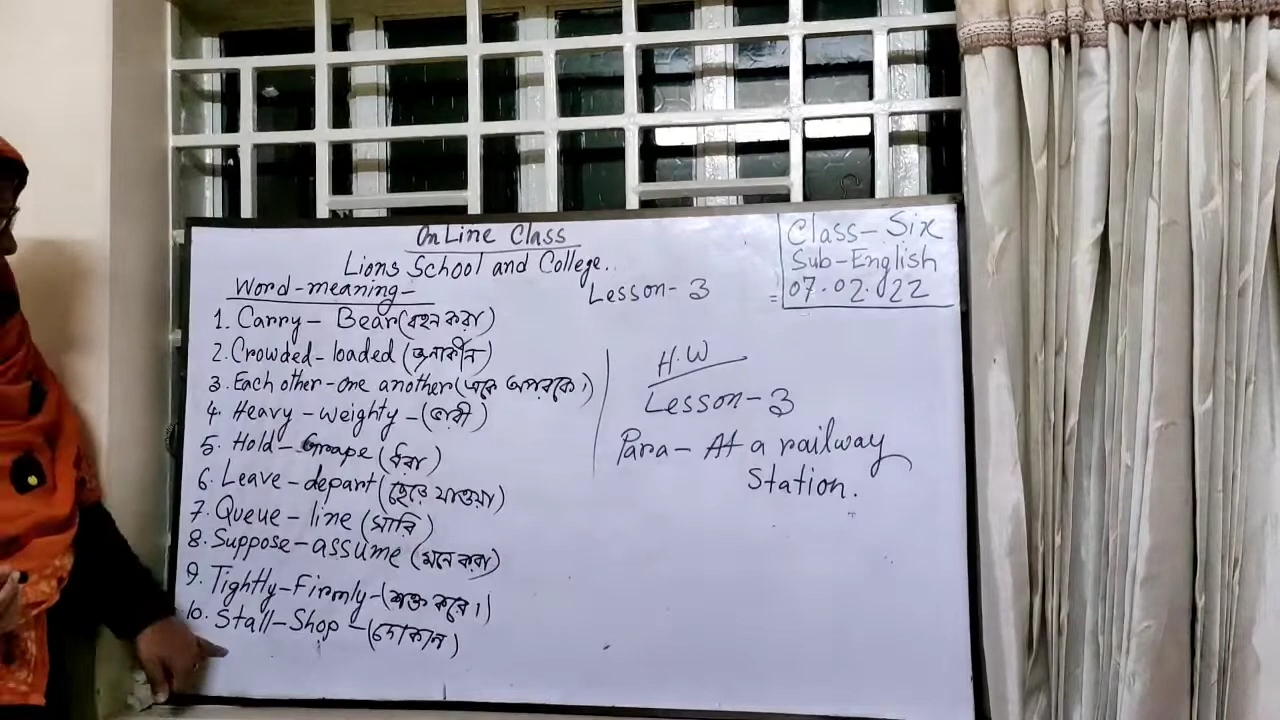 OnLine Class
Lions School and College..
Class-Six
Sub-English
07.02.022
Word-meaning-
Lesson-3
1. Carry- Bear (বহন করা)
2. Crowded-loaded (জনাকীর্ন)
3. Each other-one another (একে অপরকে।)
4. Heavy-weighty-(ভারী)
5. Hold-Grape (ধরা)
6. Leave-depart (ছেড়ে যাওয়া)
7. Queue-line (সারি)
8. Suppose-assume (মনে করা)
9. Tightly-Firmly-(শক্ত করে।)
10. Stall-Shop-(দোকান)
H.W
Lesson-3
Para- At a railway
Station.